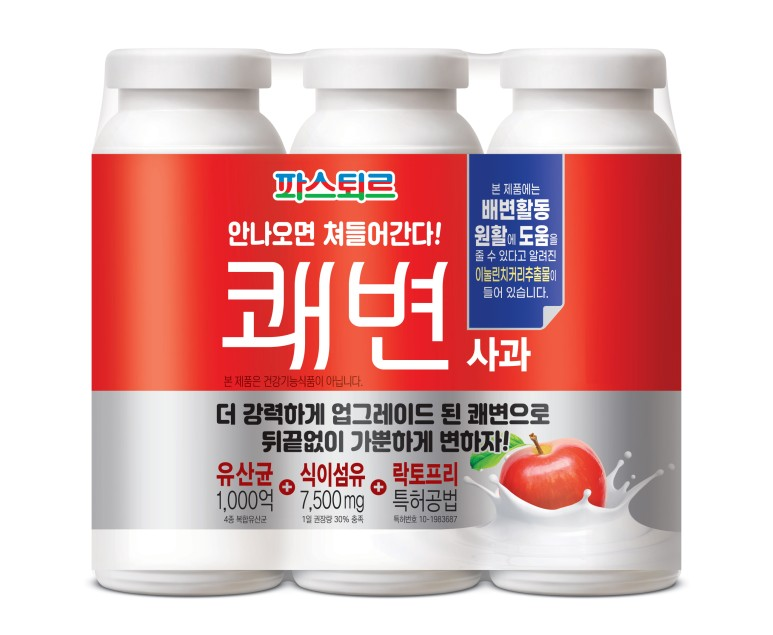 파스퇴르
안나오면 쳐들어간다!
쾌변
사과
본 제품은 건강기능식품이 아닙니다.
본 제품에는
배변활동
원활에 도움을
줄 수 있다고 알려진
이눌린치커리추출물이
들어 있습니다.
더 강력하게 업그레이드 된 쾌변으로
뒤끝없이 가뿐하게 변하자!
유산균 + 식이섬유 + 락토프리
1,000억 7,500mg 특허공법
4종 복합유산균 1일 권장량 30% 충족 특허번호 10-1983687